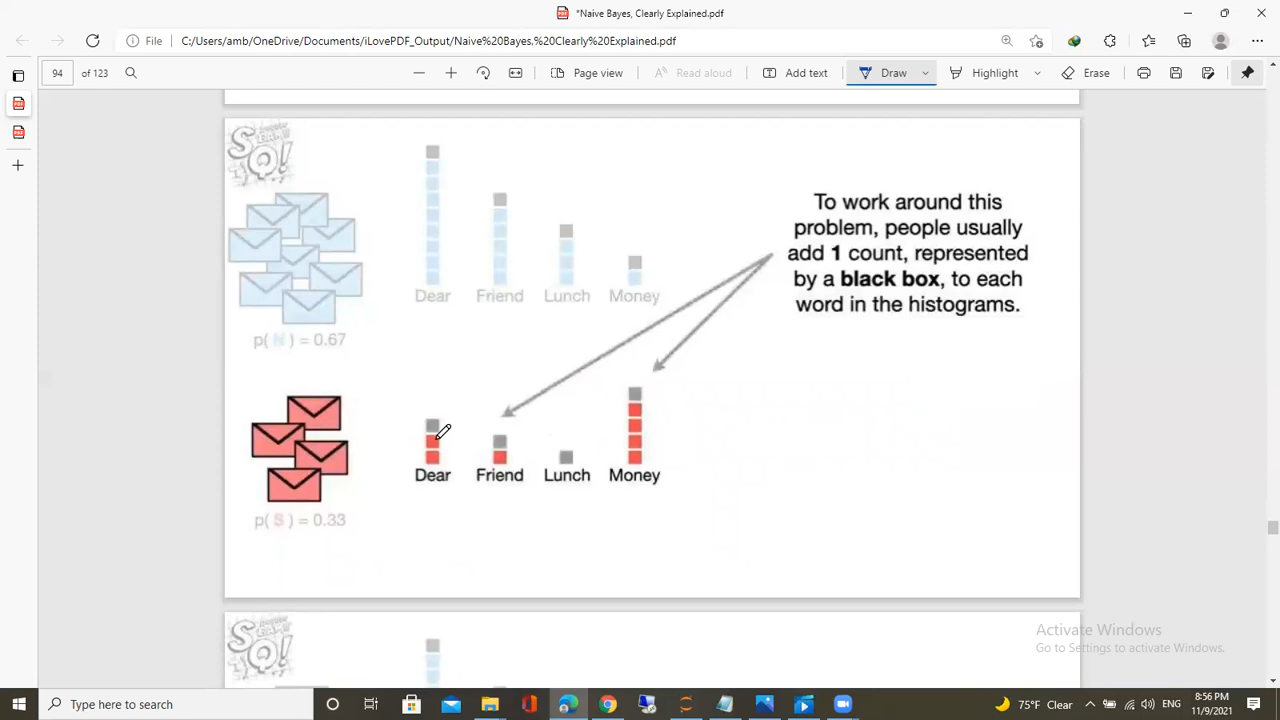 *Naive Bayes, Clearly Explained.pdf
File
C:/Users/amb/OneDrive/Documents/iLovePDF_Output/Naive%20Bayes,%20Clearly%20Explained.pdf
94 of 123
Page view
Read aloud
Add text
Draw
Highlight
Erase
SQ!
Dear Friend Lunch Money
p( N ) = 0.67
To work around this
problem, people usually
add 1 count, represented
by a black box, to each
word in the histograms.
Dear Friend Lunch Money
p( S ) = 0.33
SQ!
Activate Windows
Go to Settings to activate Windows.
Type here to search
75°F Clear
ENG
8:56 PM
11/9/2021